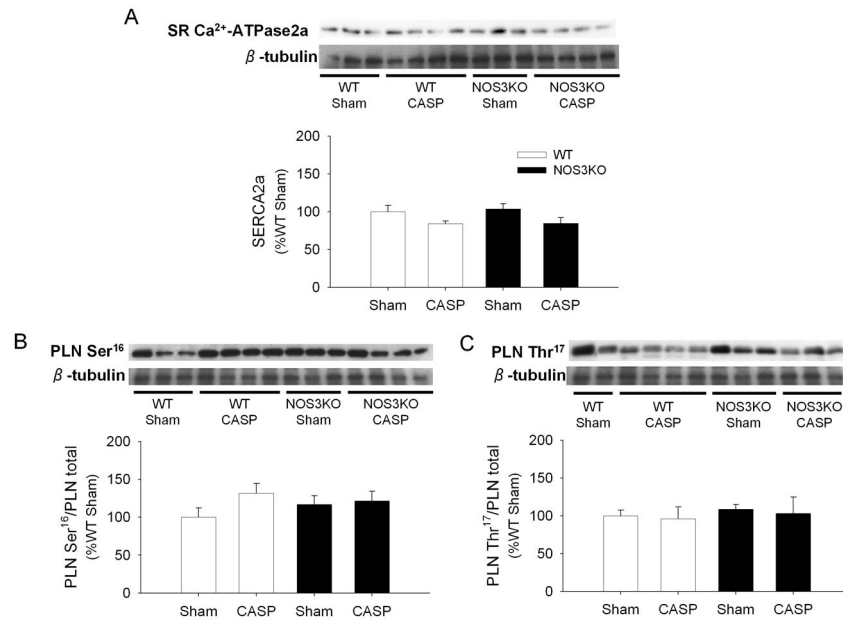 A
SR Ca²⁺-ATPase2a
β-tubulin
WT
Sham
WT
CASP
NOS3KO
Sham
NOS3KO
CASP
200
150
100
50
0
SERCA2a
(%WT Sham)
WT
NOS3KO
Sham CASP Sham CASP
B
PLN Ser¹⁶
β-tubulin
WT
Sham
WT
CASP
NOS3KO
Sham
NOS3KO
CASP
200
150
100
50
0
PLN Ser¹⁶/PLN total
(%WT Sham)
Sham CASP Sham CASP
C
PLN Thr¹⁷
β-tubulin
WT
Sham
WT
CASP
NOS3KO
Sham
NOS3KO
CASP
200
150
100
50
0
PLN Thr¹⁷/PLN total
(%WT Sham)
Sham CASP Sham CASP